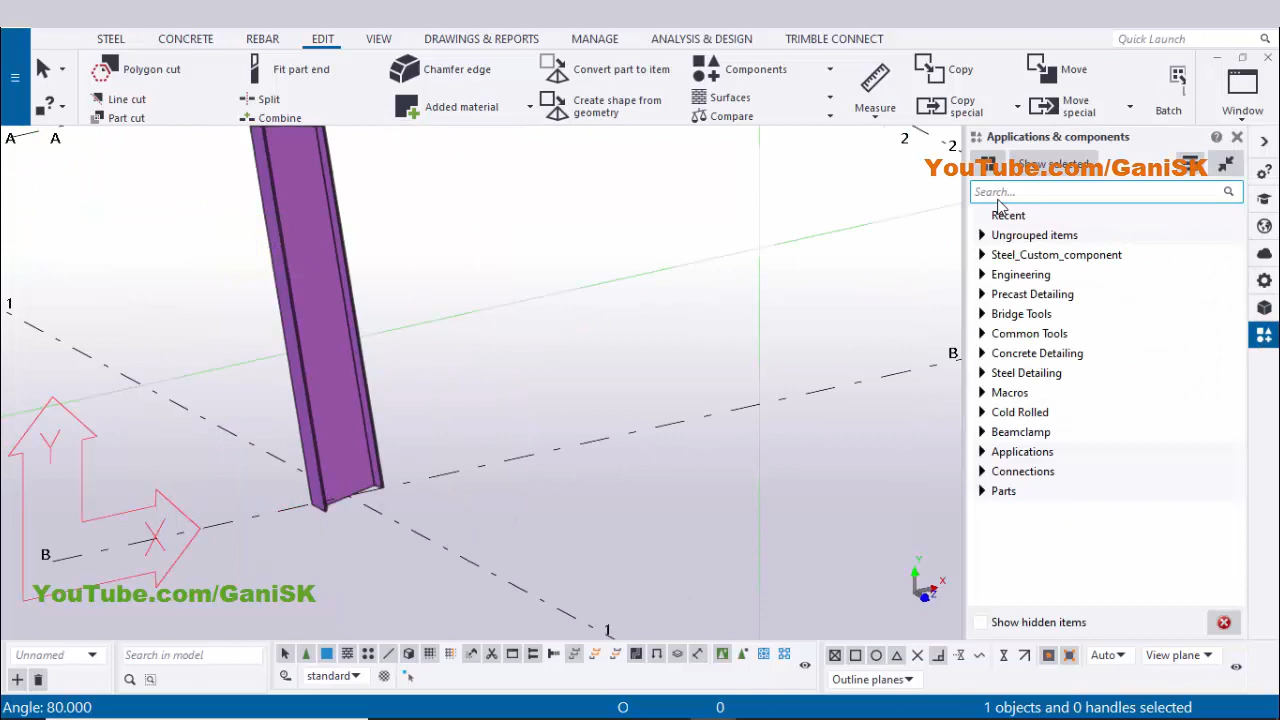 STEEL CONCRETE REBAR EDIT VIEW DRAWINGS & REPORTS MANAGE ANALYSIS & DESIGN TRIMBLE CONNECT Quick Launch
Polygon cut Fit part end Chamfer edge Convert part to item Components Copy Move
Line cut Split Added material Create shape from geometry Surfaces Measure Copy special Move special Batch Window
Part cut Combine Compare
A A 2 2
Applications & components
Show selected
YouTube.com/GaniSK
Search...
Recent
Ungrouped items
Steel_Custom_component
Engineering
Precast Detailing
1
Bridge Tools
Common Tools
B Concrete Detailing
Steel Detailing
Macros
Cold Rolled
Beamclamp
Y
Applications
Connections
Parts
X
B
Y
X
Z
YouTube.com/GaniSK
1
Show hidden items
Unnamed Search in model Auto View plane
standard Outline planes
Angle: 80.000 O 0 1 objects and 0 handles selected